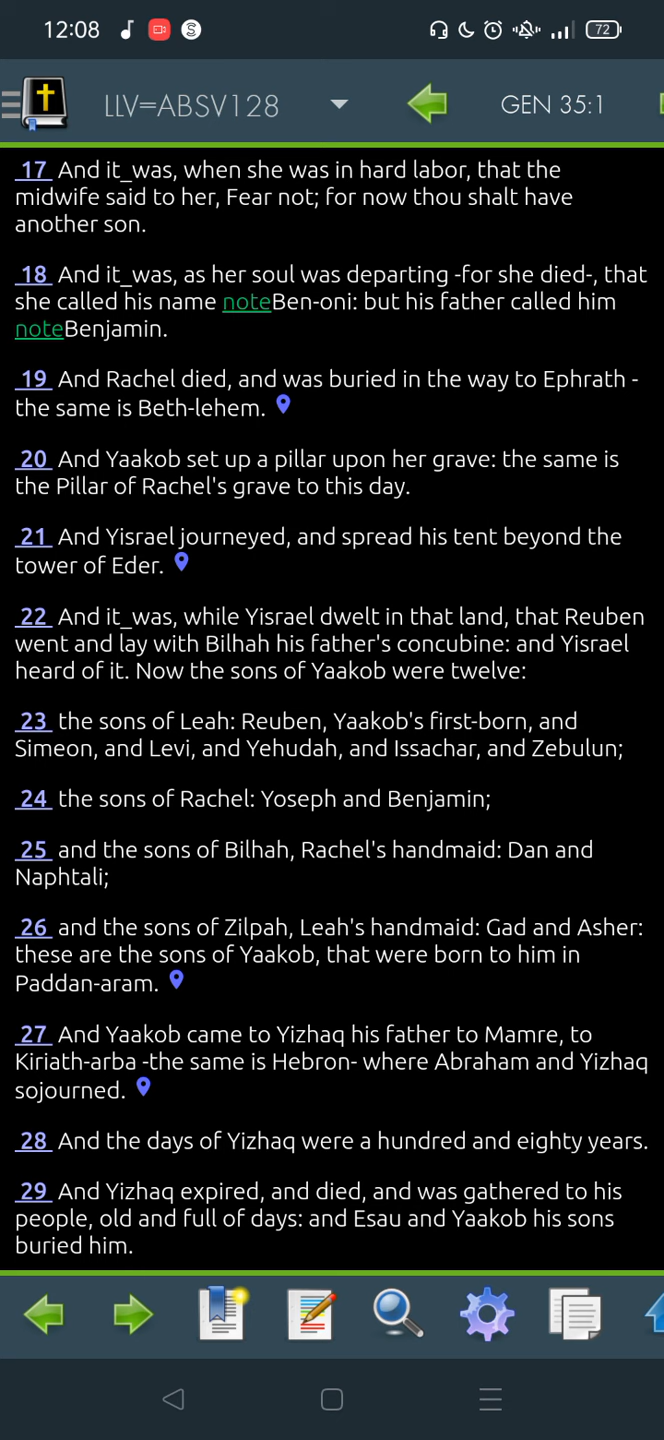 12:08
72
LLV=ABSV128
GEN 35:1
17 And it_was, when she was in hard labor, that the
midwife said to her, Fear not; for now thou shalt have
another son.
18 And it_was, as her soul was departing -for she died-, that
she called his name noteBen-oni: but his father called him
noteBenjamin.
19 And Rachel died, and was buried in the way to Ephrath -
the same is Beth-lehem.
20 And Yaakob set up a pillar upon her grave: the same is
the Pillar of Rachel's grave to this day.
21 And Yisrael journeyed, and spread his tent beyond the
tower of Eder.
22 And it_was, while Yisrael dwelt in that land, that Reuben
went and lay with Bilhah his father's concubine: and Yisrael
heard of it. Now the sons of Yaakob were twelve:
23 the sons of Leah: Reuben, Yaakob's first-born, and
Simeon, and Levi, and Yehudah, and Issachar, and Zebulun;
24 the sons of Rachel: Yoseph and Benjamin;
25 and the sons of Bilhah, Rachel's handmaid: Dan and
Naphtali;
26 and the sons of Zilpah, Leah's handmaid: Gad and Asher:
these are the sons of Yaakob, that were born to him in
Paddan-aram.
27 And Yaakob came to Yizhaq his father to Mamre, to
Kiriath-arba -the same is Hebron- where Abraham and Yizhaq
sojourned.
28 And the days of Yizhaq were a hundred and eighty years.
29 And Yizhaq expired, and died, and was gathered to his
people, old and full of days: and Esau and Yaakob his sons
buried him.